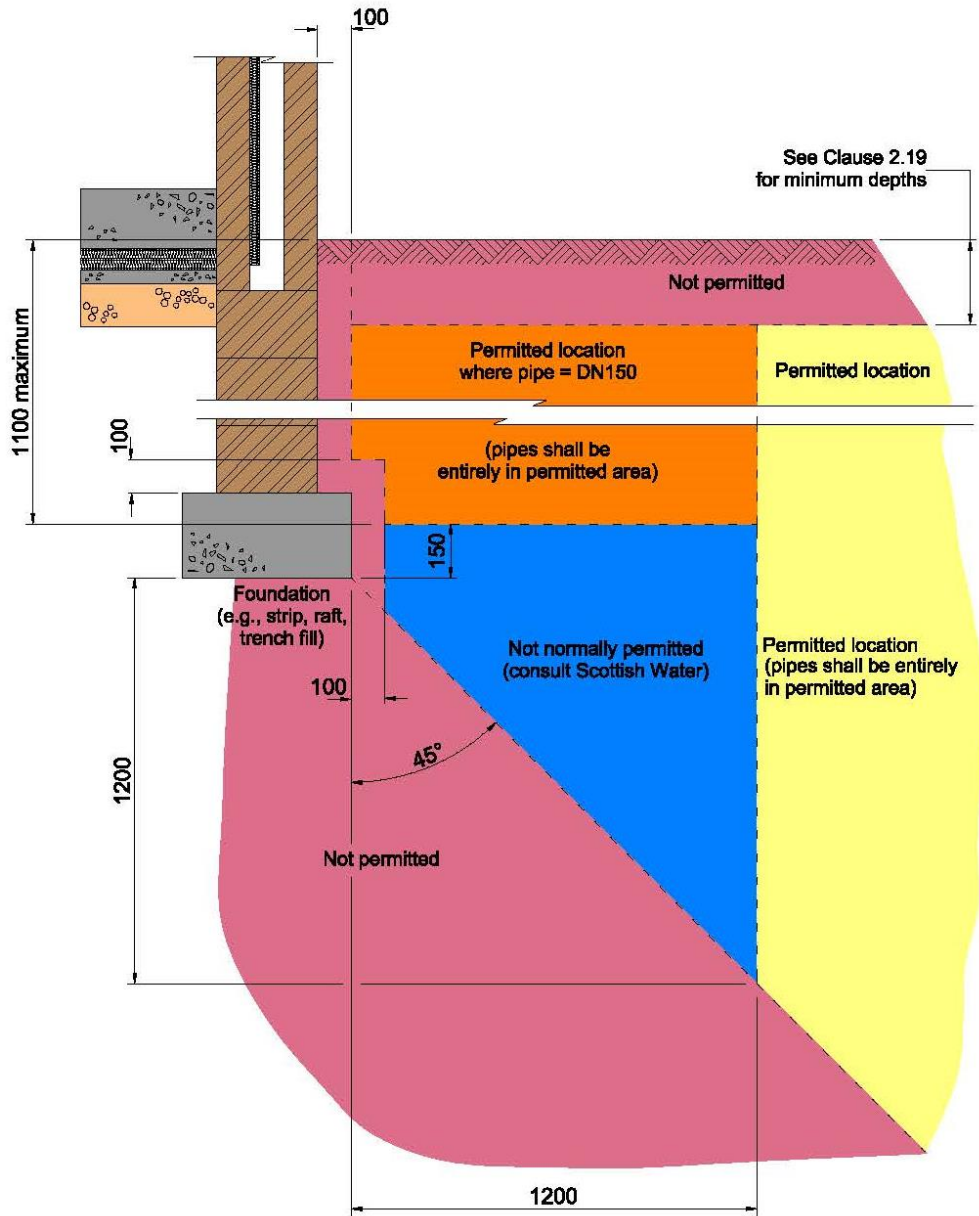 100
See Clause 2.19
for minimum depths
Not permitted
Permitted location
where pipe = DN150
Permitted location
1100 maximum
100
(pipes shall be
entirely in permitted area)
150
Foundation
(e.g., strip, raft,
trench fill)
Not normally permitted
(consult Scottish Water)
Permitted location
(pipes shall be entirely
in permitted area)
100
45°
1200
Not permitted
1200